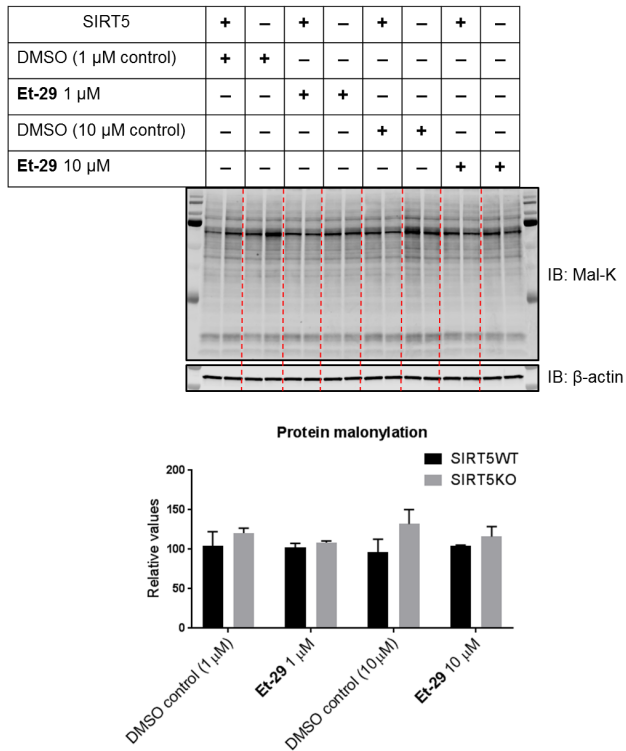 SIRT5 + – + – + – + –
DMSO (1 µM control) + + – – – – – –
Et-29 1 µM – – + + – – – –
DMSO (10 µM control) – – – – + + – –
Et-29 10 µM – – – – – – + +
IB: Mal-K
IB: β-actin
Protein malonylation
SIRT5WT
SIRT5KO
200
150
100
50
0
Relative values
DMSO control (1 µM)
Et-29 1 µM
DMSO control (10 µM)
Et-29 10 µM